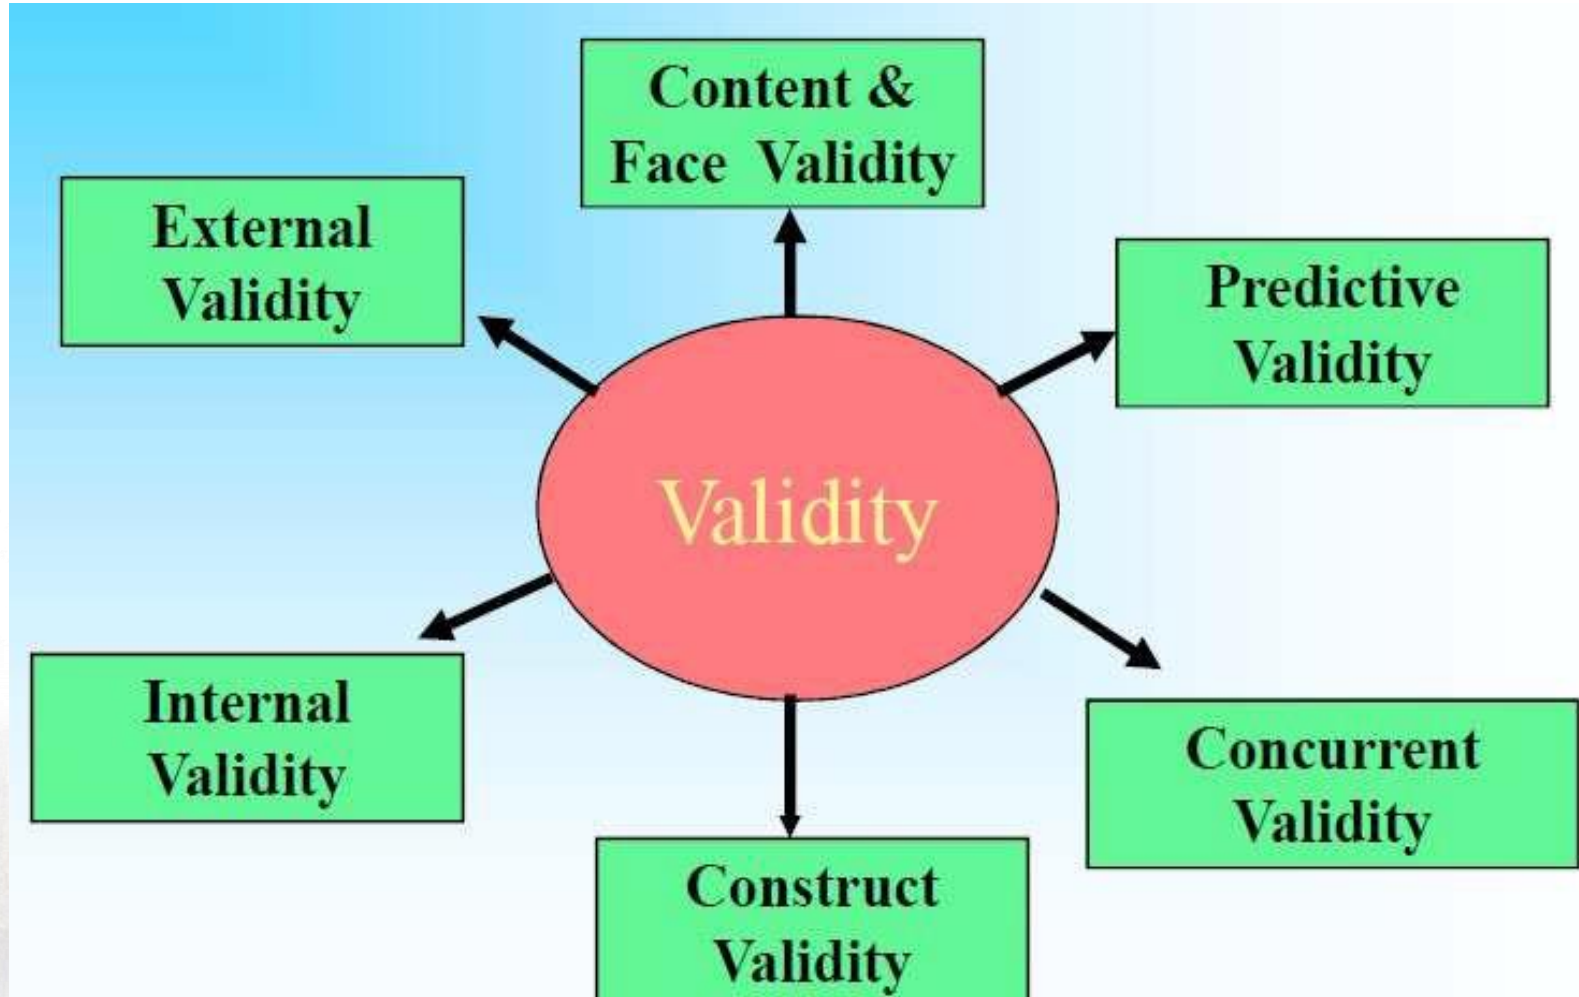 Content &
Face Validity
External
Validity
Predictive
Validity
Validity
Internal
Validity
Concurrent
Validity
Construct
Validity